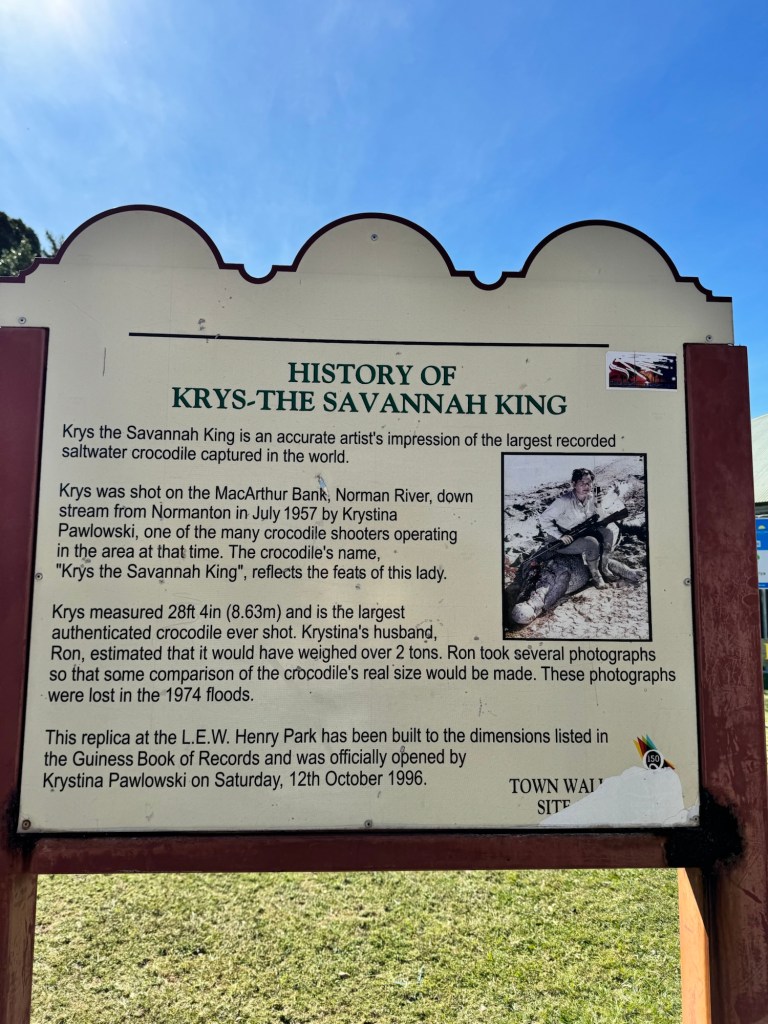 HISTORY OF
KRYS-THE SAVANNAH KING
Krys the Savannah King is an accurate artist's impression of the largest recorded
saltwater crocodile captured in the world.
Krys was shot on the MacArthur Bank, Norman River, down
stream from Normanton in July 1957 by Krystina
Pawlowski, one of the many crocodile shooters operating
in the area at that time. The crocodile's name,
"Krys the Savannah King", reflects the feats of this lady.
Krys measured 28ft 4in (8.63m) and is the largest
authenticated crocodile ever shot. Krystina's husband,
Ron, estimated that it would have weighed over 2 tons. Ron took several photographs
so that some comparison of the crocodile's real size would be made. These photographs
were lost in the 1974 floods.
This replica at the L.E.W. Henry Park has been built to the dimensions listed in
the Guiness Book of Records and was officially opened by
Krystina Pawlowski on Saturday, 12th October 1996.
150
TOWN WAL
SITE